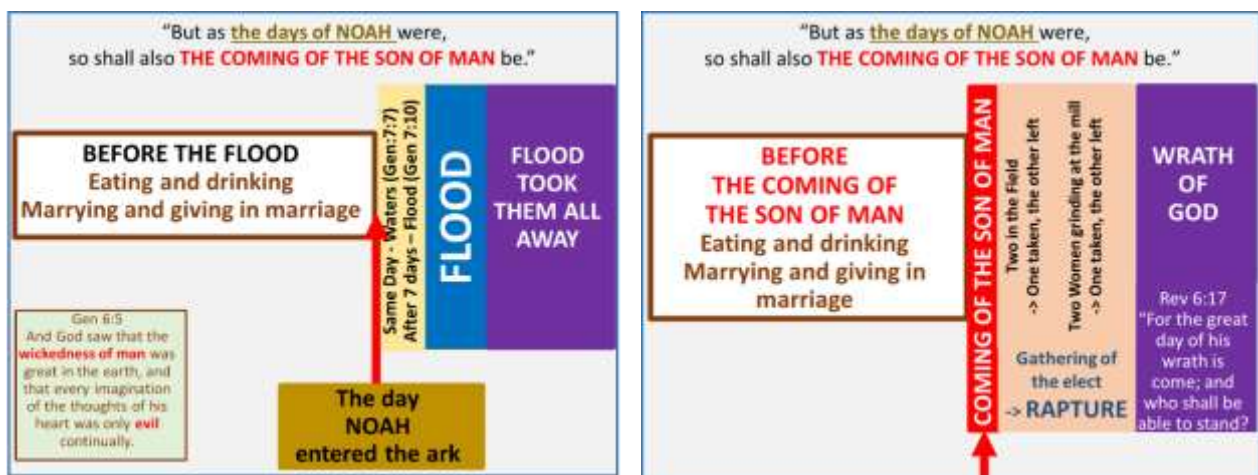 “But as the days of NOAH were,
so shall also THE COMING OF THE SON OF MAN be.”
BEFORE THE FLOOD
Eating and drinking
Marrying and giving in marriage
Same Day - Waters (Gen:7:7)
After 7 days – Flood (Gen 7:10)
FLOOD
FLOOD
TOOK
THEM ALL
AWAY
Gen 6:5
And God saw that the
wickedness of man was
great in the earth, and
that every imagination
of the thoughts of his
heart was only evil
continually.
The day
NOAH
entered the ark
“But as the days of NOAH were,
so shall also THE COMING OF THE SON OF MAN be.”
BEFORE
THE COMING OF
THE SON OF MAN
Eating and drinking
Marrying and giving in
marriage
COMING OF THE SON OF MAN
Two in the Field
-> One taken, the other left
Two Women grinding at the mill
-> One taken, the other left
Gathering of
the elect
-> RAPTURE
WRATH
OF
GOD
Rev 6:17
“For the great
day of his
wrath is
come; and
who shall be
able to stand?